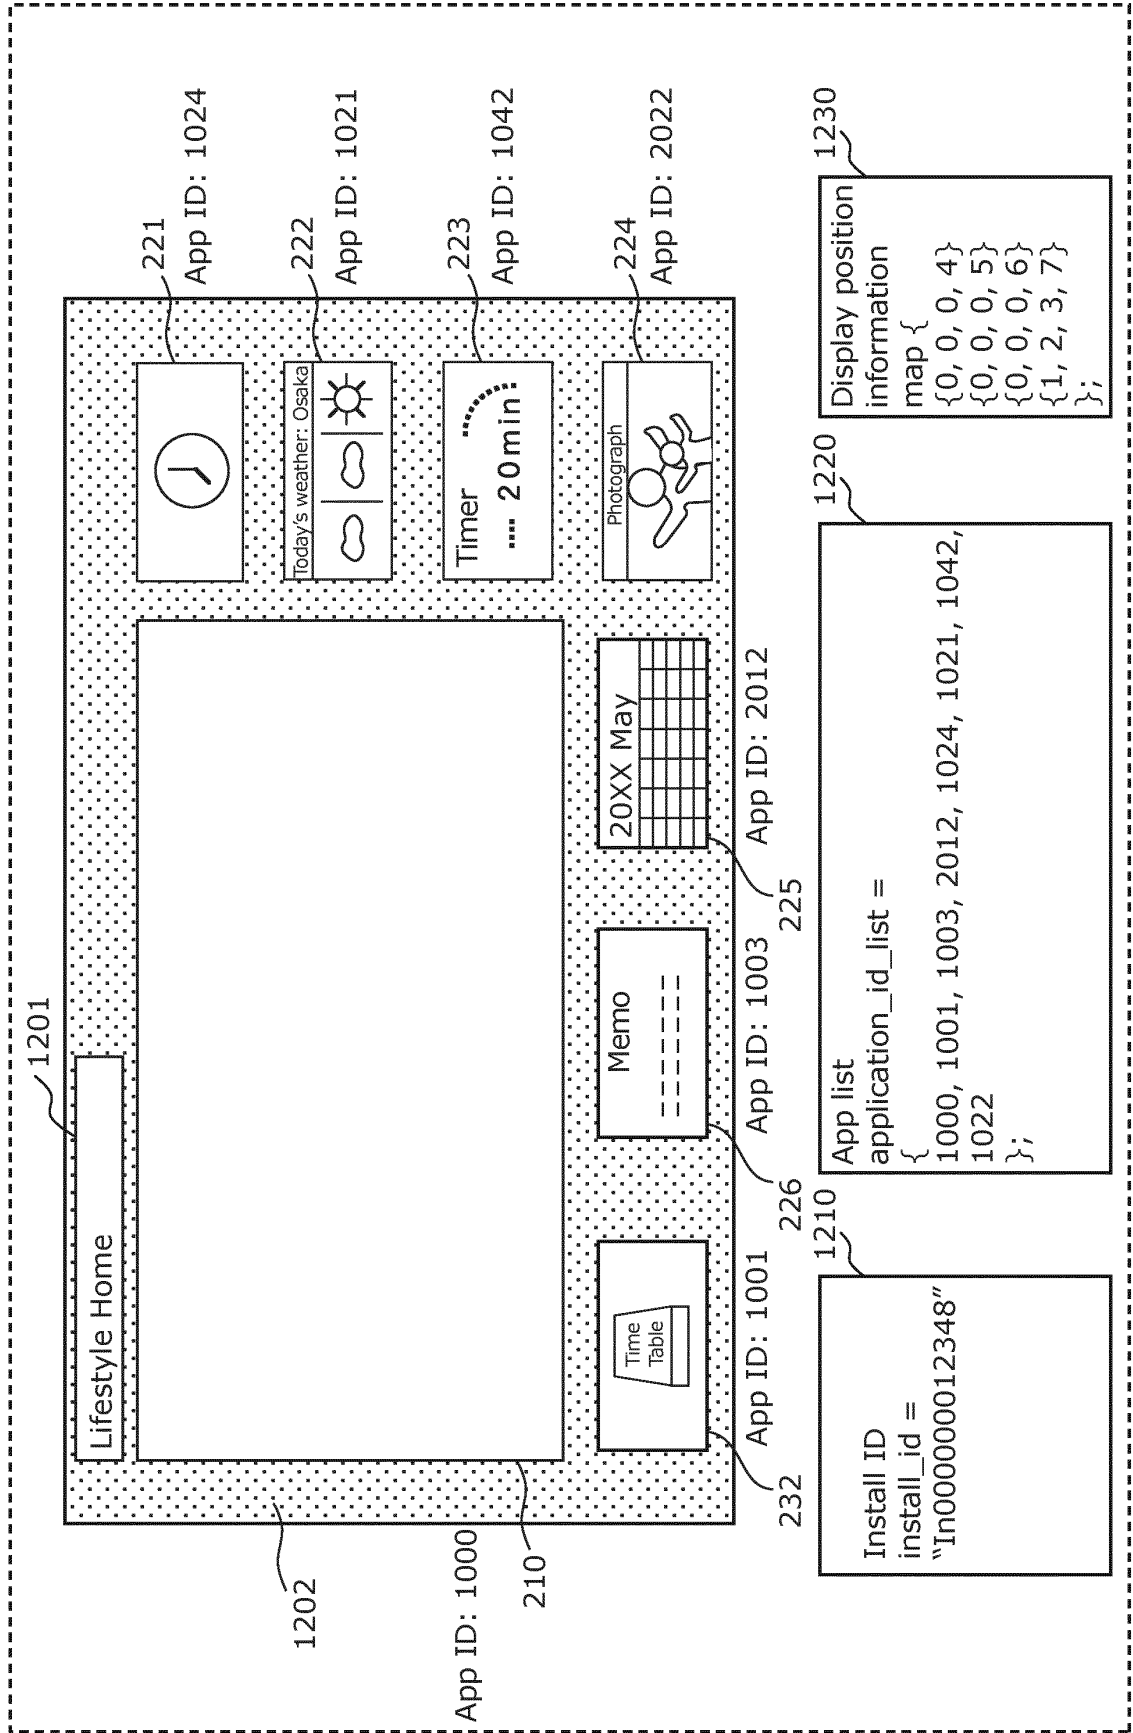 1201
Lifestyle Home
1202
App ID: 1000
210
221
App ID: 1024
Today's weather: Osaka
222
App ID: 1021
Timer
20min
223
App ID: 1042
Photograph
224
App ID: 2022
Time
Table
232
App ID: 1001
Memo
226
App ID: 1003
20XX May
225
App ID: 2012
1210
Install ID
install_id =
“In00000012348”
1220
App list
application_id_list =
{
1000, 1001, 1003, 2012, 1024, 1021, 1042,
1022
};
1230
Display position
information
map {
{0, 0, 0, 4}
{0, 0, 0, 5}
{0, 0, 0, 6}
{1, 2, 3, 7}
};